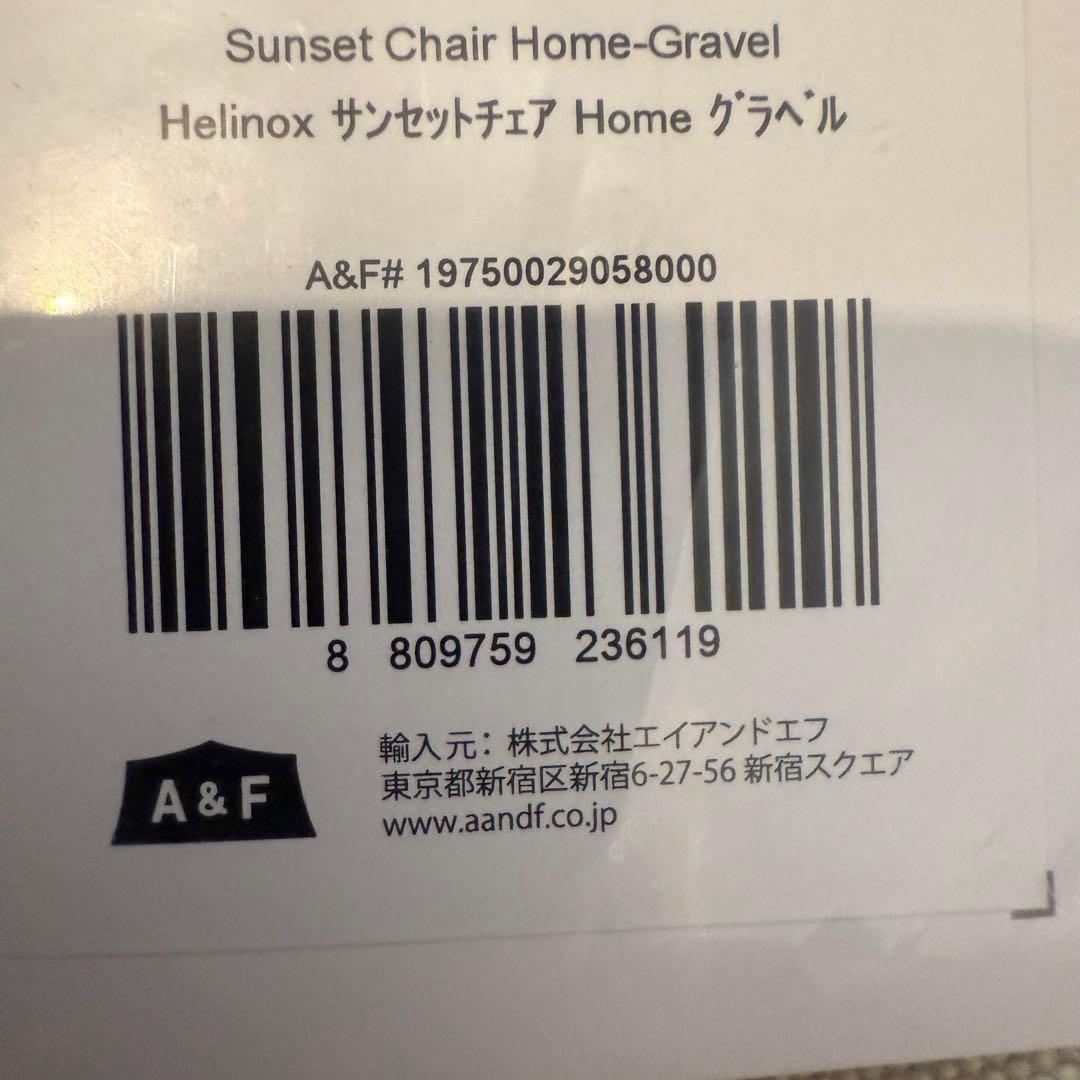 Sunset Chair Home-Gravel
Helinox ｻﾝｾｯﾄﾁｪｱ Home ｸﾞﾗﾍﾞﾙ
A&F# 19750029058000
8 809759 236119
A & F
輸入元：株式会社エイアンドエフ
東京都新宿区新宿6-27-56 新宿スクエア
www.aandf.co.jp